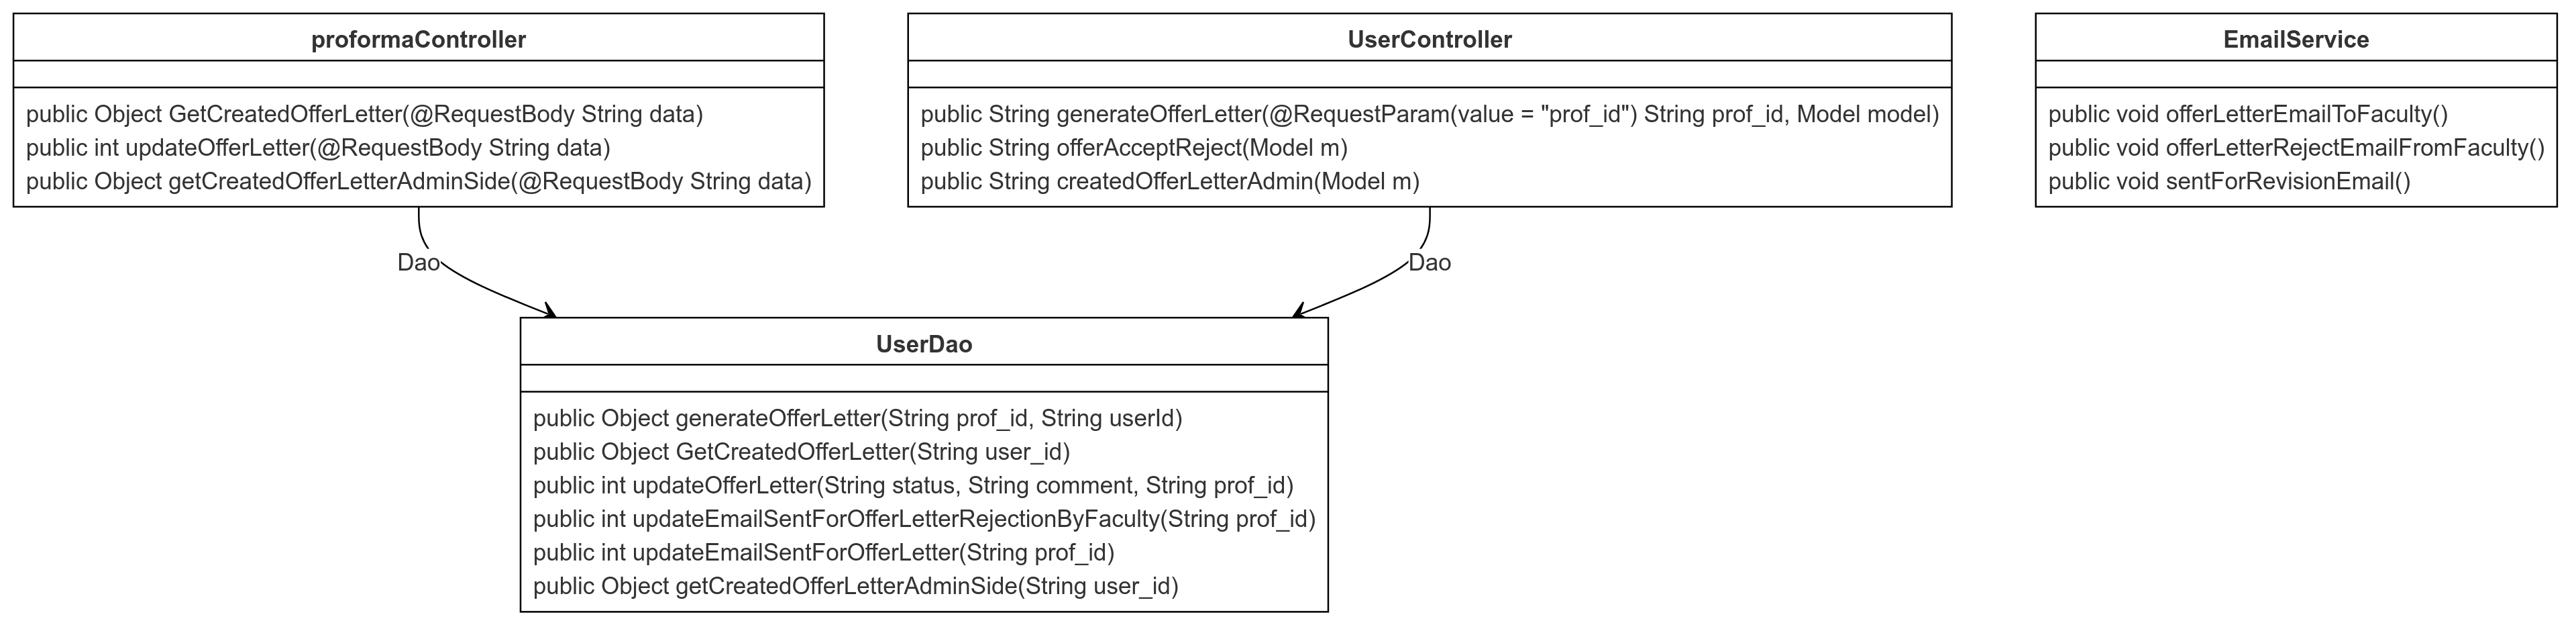 proformaController
public Object GetCreatedOfferLetter(@RequestBody String data)
public int updateOfferLetter(@RequestBody String data)
public Object getCreatedOfferLetterAdminSide(@RequestBody String data)
UserController
public String generateOfferLetter(@RequestParam(value = "prof_id") String prof_id, Model model)
public String offerAcceptReject(Model m)
public String createdOfferLetterAdmin(Model m)
EmailService
public void offerLetterEmailToFaculty()
public void offerLetterRejectEmailFromFaculty()
public void sentForRevisionEmail()
Dao
Dao
UserDao
public Object generateOfferLetter(String prof_id, String userId)
public Object GetCreatedOfferLetter(String user_id)
public int updateOfferLetter(String status, String comment, String prof_id)
public int updateEmailSentForOfferLetterRejectionByFaculty(String prof_id)
public int updateEmailSentForOfferLetter(String prof_id)
public Object getCreatedOfferLetterAdminSide(String user_id)